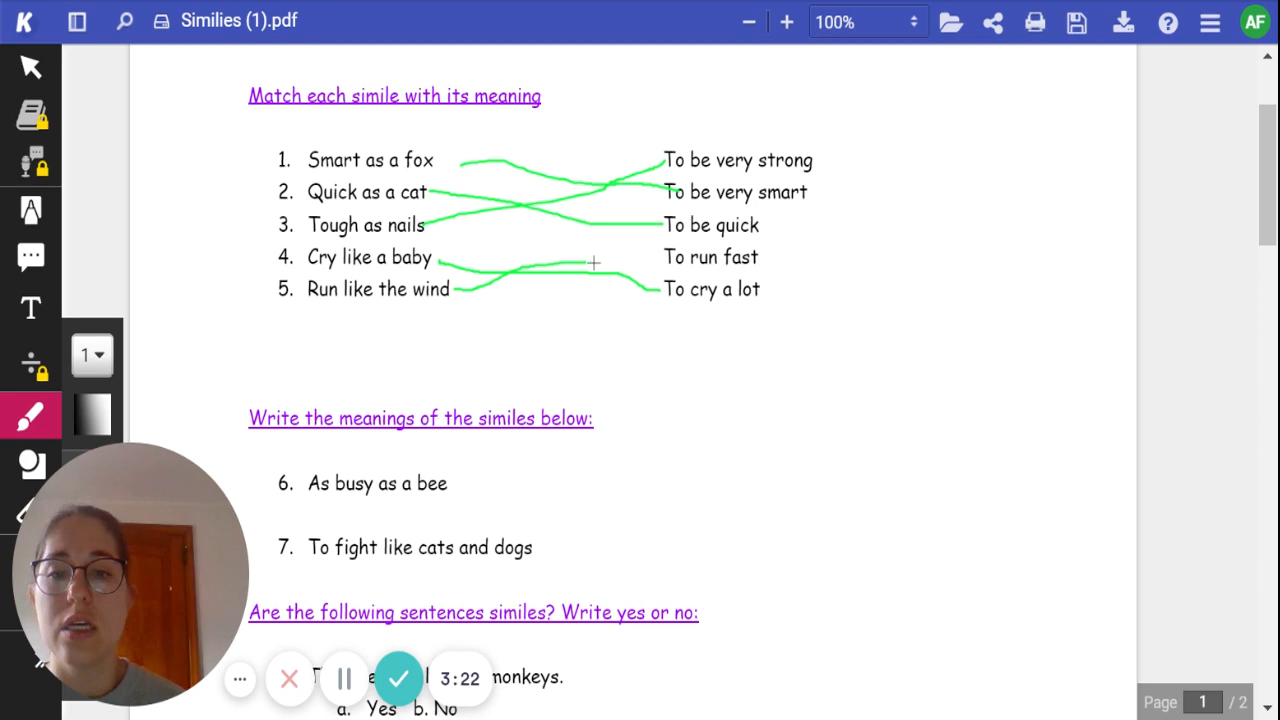 K Similies (1).pdf 100% AF
Match each simile with its meaning
1. Smart as a fox To be very strong
2. Quick as a cat To be very smart
3. Tough as nails To be quick
4. Cry like a baby To run fast
5. Run like the wind To cry a lot
1
Write the meanings of the similes below:
6. As busy as a bee
7. To fight like cats and dogs
Are the following sentences similes? Write yes or no:
3:22 monkeys.
a. Yes b. No
Page 1 / 2